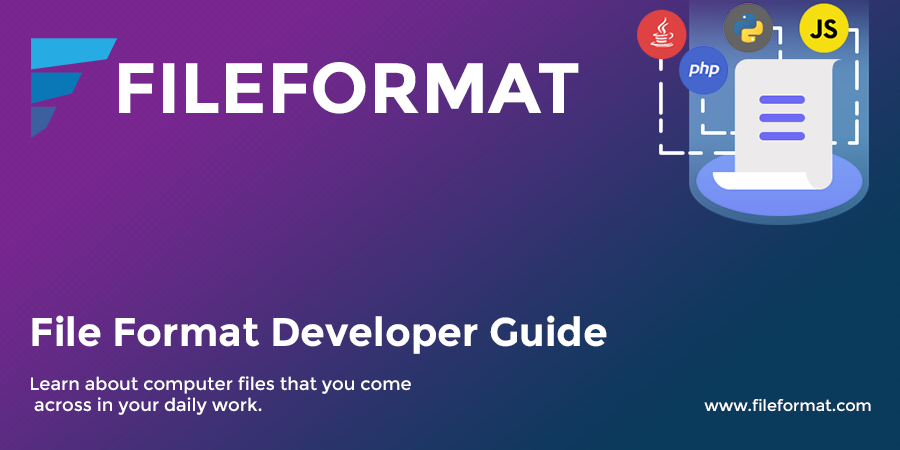 FILEFORMAT
php
JS
File Format Developer Guide
Learn about computer files that you come
across in your daily work.
www.fileformat.com